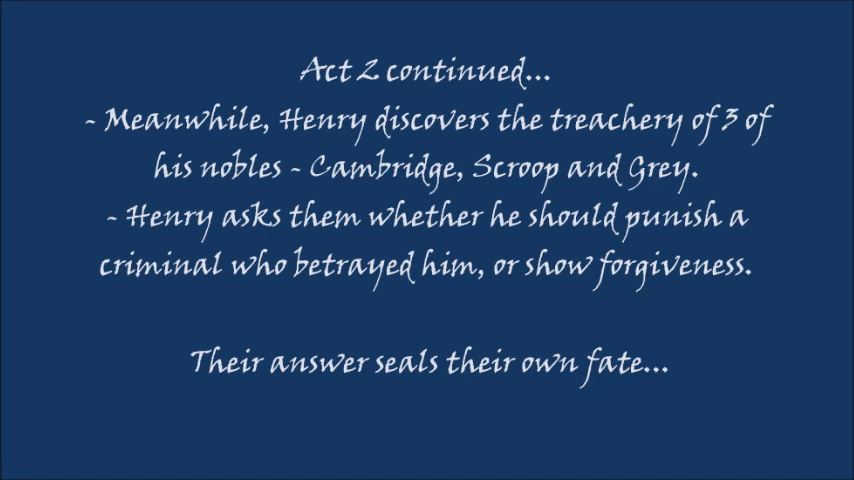 Act 2 continued...
- Meanwhile, Henry discovers the treachery of 3 of
his nobles - Cambridge, Scroop and Grey.
- Henry asks them whether he should punish a
criminal who betrayed him, or show forgiveness.
Their answer seals their own fate...